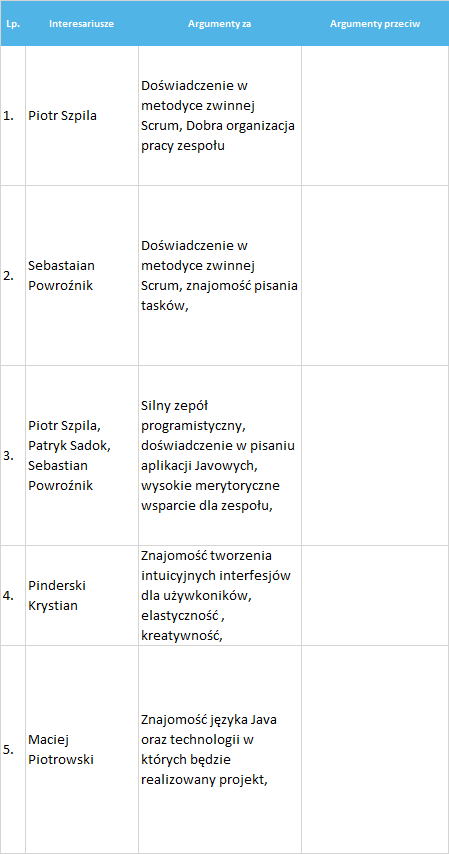 Lp. Interesariusze Argumenty za Argumenty przeciw
1. Piotr Szpila
Doświadczenie w
metodyce zwinnej
Scrum, Dobra organizacja
pracy zespołu
2. Sebastaian
Powroźnik
Doświadczenie w
metodyce zwinnej
Scrum, znajomość pisania
tasków,
3. Piotr Szpila,
Patryk Sadok,
Sebastian
Powroźnik
Silny zepół
programistyczny,
doświadczenie w pisaniu
aplikacji Javowych,
wysokie merytoryczne
wsparcie dla zespołu,
4. Pinderski
Krystian
Znajomość tworzenia
intuicyjnych interfesjów
dla używkoników,
elastyczność ,
kreatywność,
5. Maciej
Piotrowski
Znajomość języka Java
oraz technologii w
których będzie
realizowany projekt,